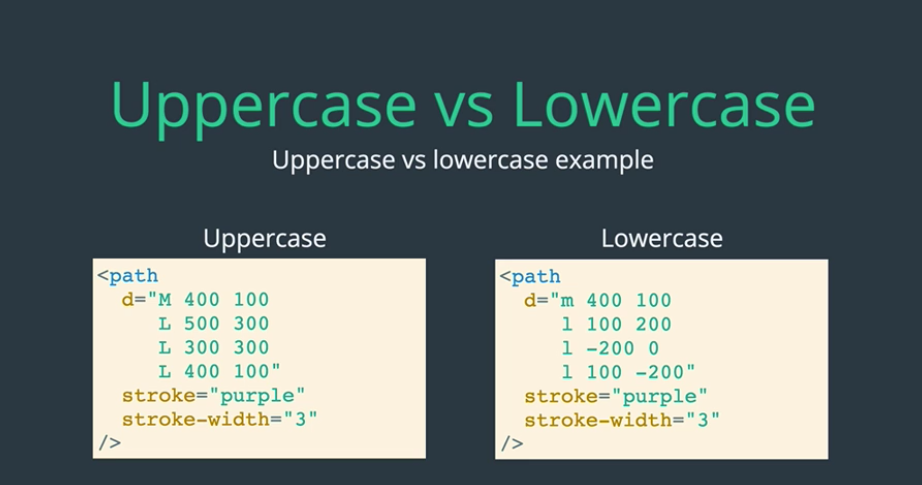 Uppercase vs Lowercase
Uppercase vs lowercase example
Uppercase
<path
d="M 400 100
L 500 300
L 300 300
L 400 100"
stroke="purple"
stroke-width="3"
/>
Lowercase
<path
d="m 400 100
l 100 200
l -200 0
l 100 -200"
stroke="purple"
stroke-width="3"
/>